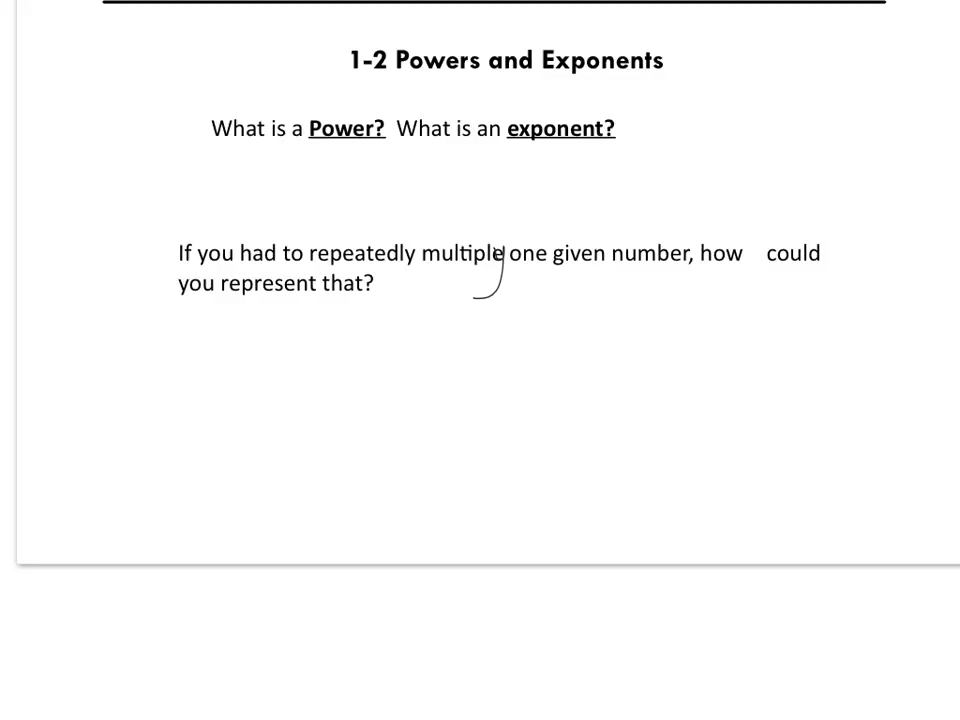 1-2 Powers and Exponents
What is a Power? What is an exponent?
If you had to repeatedly multiple one given number, how could
you represent that?